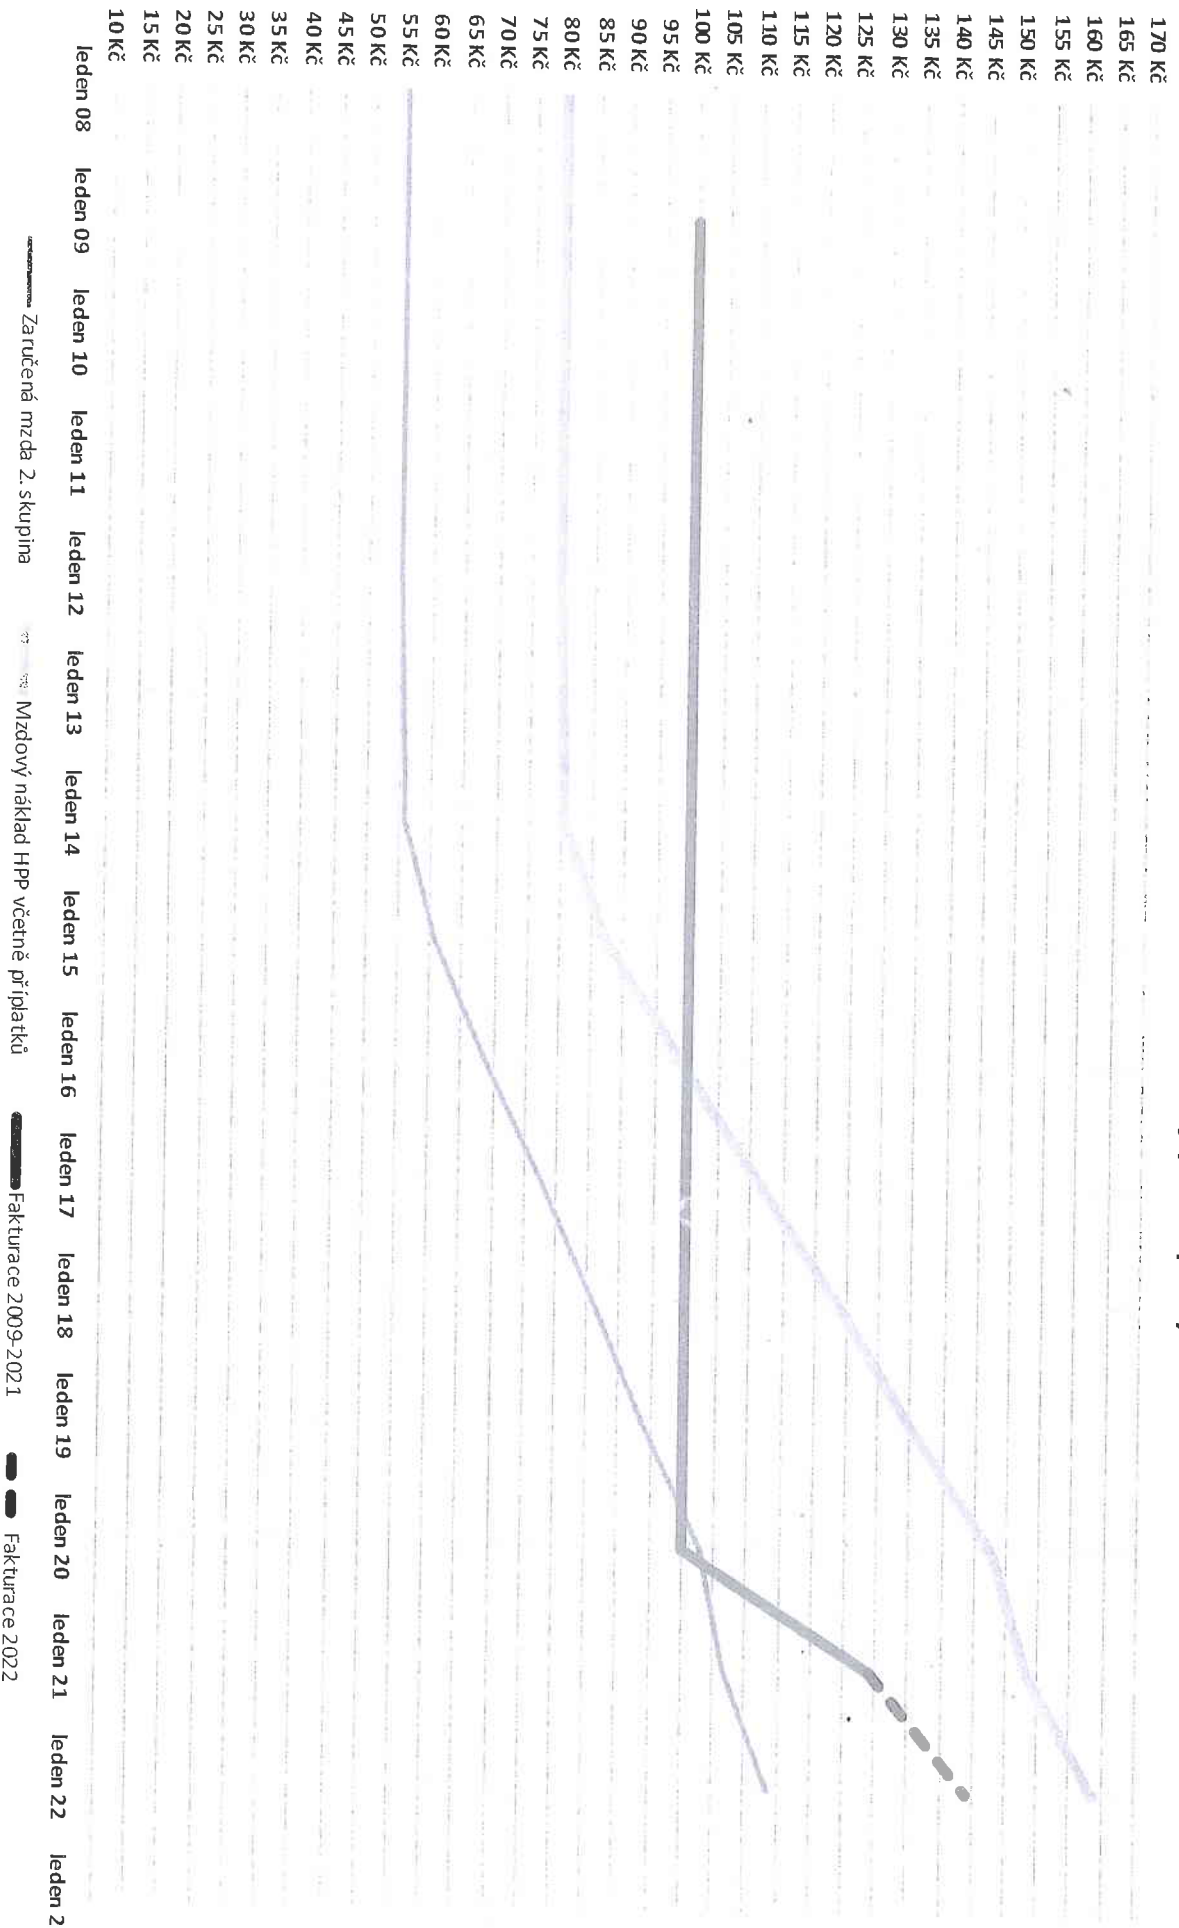 170 Kč
165 Kč
160 Kč
155 Kč
150 Kč
145 Kč
140 Kč
135 Kč
130 Kč
125 Kč
120 Kč
115 Kč
110 Kč
105 Kč
100 Kč
95 Kč
90 Kč
85 Kč
80 Kč
75 Kč
70 Kč
65 Kč
60 Kč
55 Kč
50 Kč
45 Kč
40 Kč
35 Kč
30 Kč
25 Kč
20 Kč
15 Kč
10 Kč
leden 08 leden 09 leden 10 leden 11 leden 12 leden 13 leden 14 leden 15 leden 16 leden 17 leden 18 leden 19 leden 20 leden 21 leden 22 leden 2
Zaručená mzda 2. skupina Mzdový náklad HPP včetně příplatků Fakturace 2009-2021 Fakturace 2022